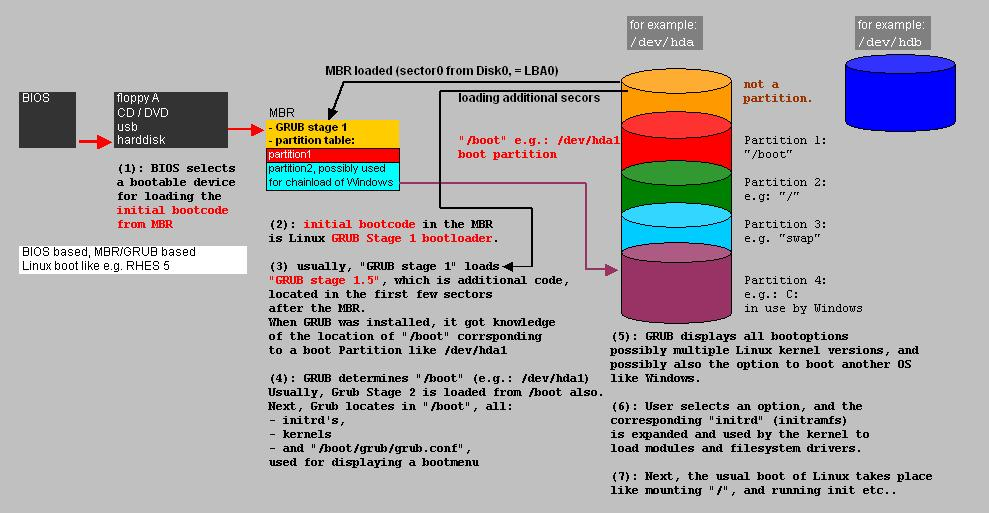 for example:
/dev/hda
for example:
/dev/hdb
MBR loaded (sector0 from Disk0, = LBA0)
loading additional secors
not a
partition.
BIOS
floppy A
CD / DVD
usb
harddisk
MBR
- GRUB stage 1
- partition table:
partition1
partition2, possibly used
for chainload of Windows
"/boot" e.g.: /dev/hda1
boot partition
Partition 1:
"/boot"
Partition 2:
e.g: "/"
Partition 3:
e.g. "swap"
Partition 4:
e.g.: C:
in use by Windows
(1): BIOS selects
a bootable device
for loading the
initial bootcode
from MBR
BIOS based, MBR/GRUB based
Linux boot like e.g. RHES 5
(2): initial bootcode in the MBR
is Linux GRUB Stage 1 bootloader.
(3) usually, "GRUB stage 1" loads
"GRUB stage 1.5", which is additional code,
located in the first few sectors
after the MBR.
When GRUB was installed, it got knowledge
of the location of "/boot" corrsponding
to a boot Partition like /dev/hda1
(4): GRUB determines "/boot" (e.g.: /dev/hda1)
Usually, Grub Stage 2 is loaded from /boot also.
Next, Grub locates in "/boot", all:
- initrd's,
- kernels
- and "/boot/grub/grub.conf",
used for displaying a bootmenu
(5): GRUB displays all bootoptions
possibly multiple Linux kernel versions, and
possibly also the option to boot another OS
like Windows.
(6): User selects an option, and the
corresponding "initrd" (initramfs)
is expanded and used by the kernel to
load modules and filesystem drivers.
(7): Next, the usual boot of Linux takes place
like mounting "/", and running init etc..